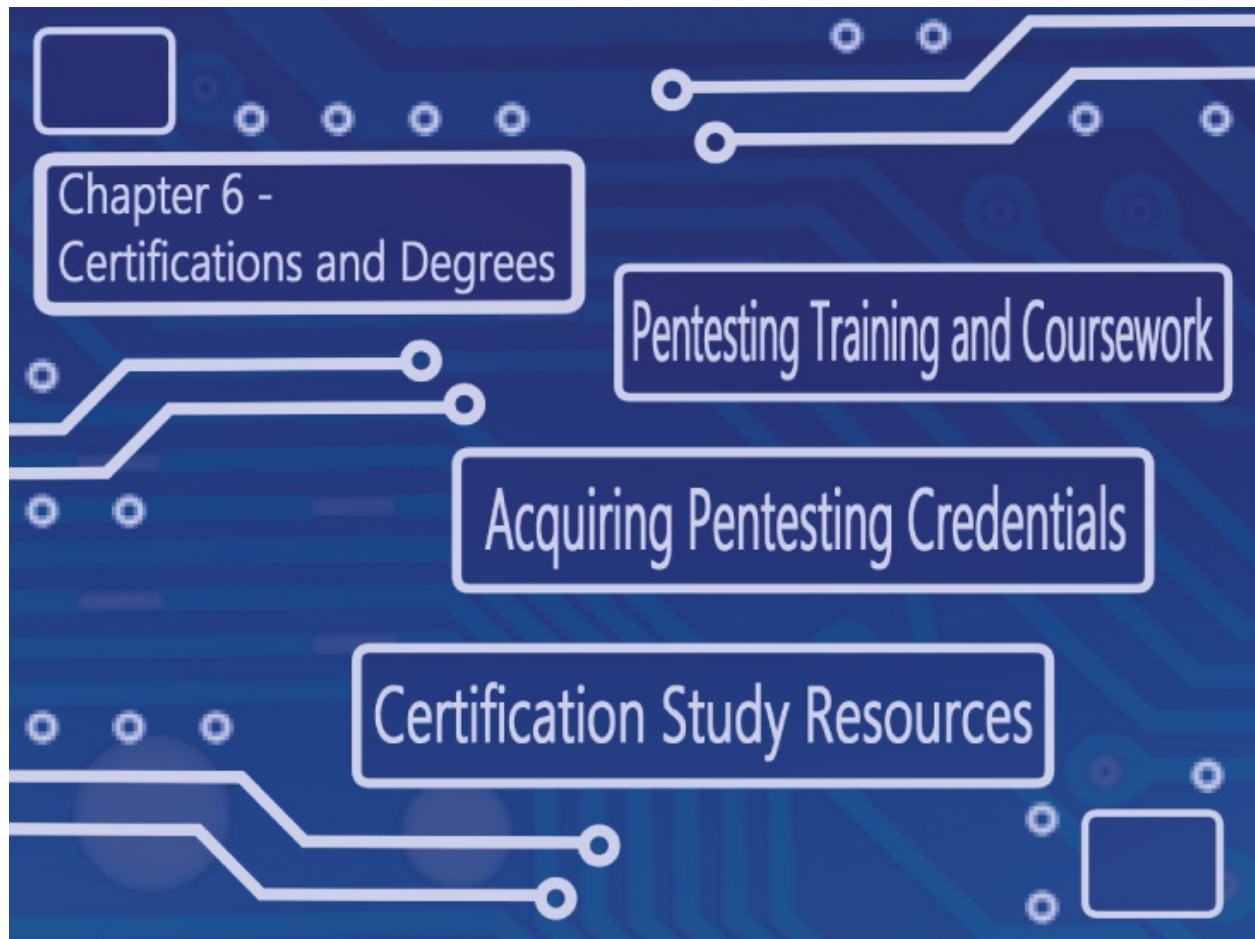 Chapter 6 -
Certifications and Degrees
Pentesting Training and Coursework
Acquiring Pentesting Credentials
Certification Study Resources